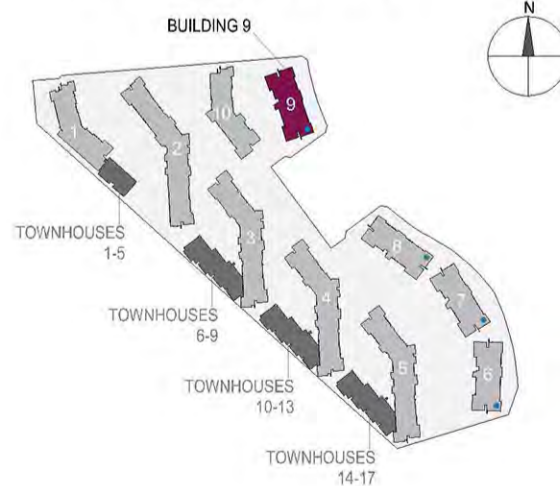 BUILDING 9
N
9
10
1
2
3
8
TOWNHOUSES
1-5
4
7
TOWNHOUSES
6-9
5
6
TOWNHOUSES
10-13
TOWNHOUSES
14-17